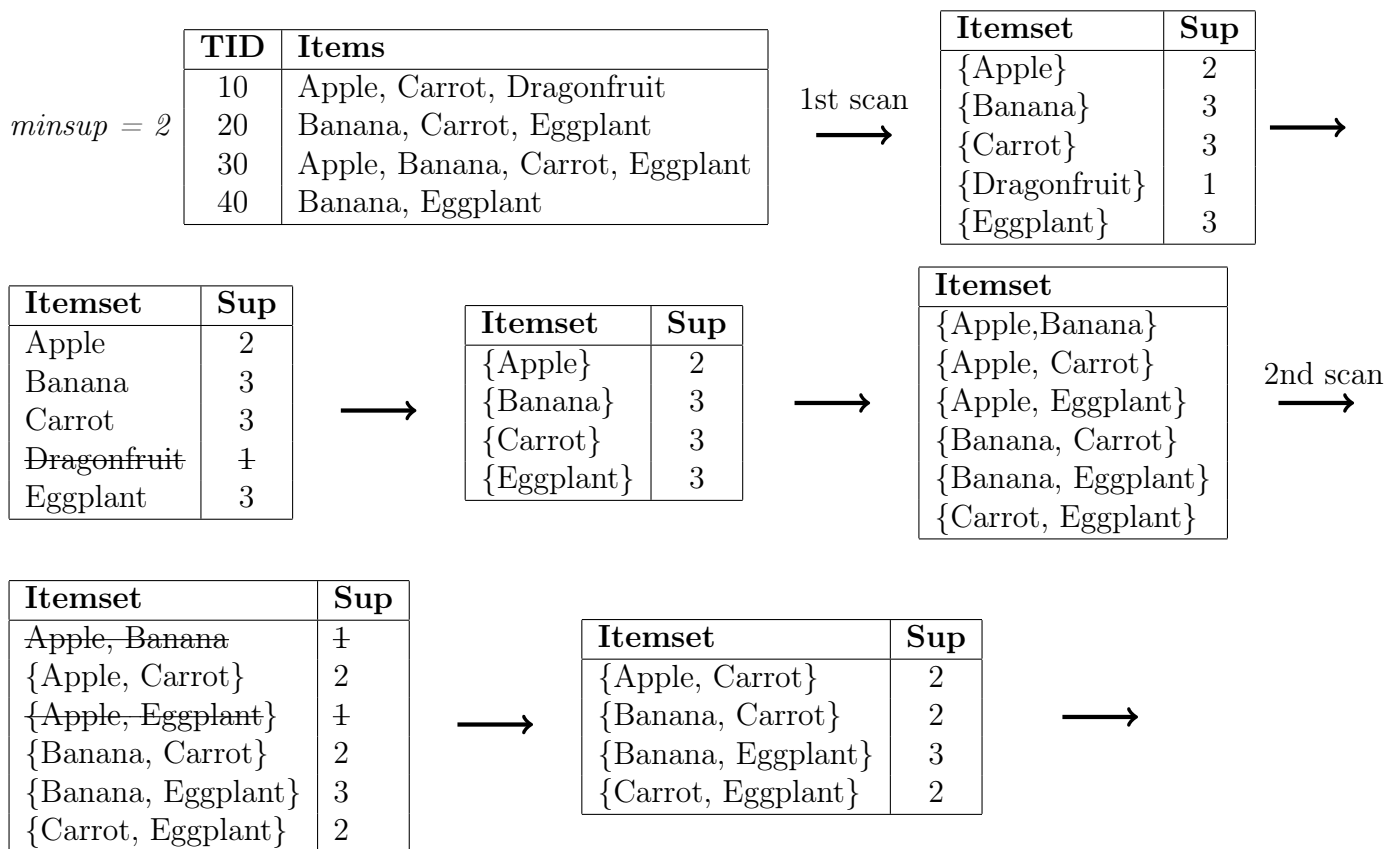 minsup = 2
TID Items
10 Apple, Carrot, Dragonfruit
20 Banana, Carrot, Eggplant
30 Apple, Banana, Carrot, Eggplant
40 Banana, Eggplant
1st scan
Itemset Sup
{Apple} 2
{Banana} 3
{Carrot} 3
{Dragonfruit} 1
{Eggplant} 3
Itemset Sup
Apple 2
Banana 3
Carrot 3
Dragonfruit 1
Eggplant 3
Itemset Sup
{Apple} 2
{Banana} 3
{Carrot} 3
{Eggplant} 3
Itemset
{Apple,Banana}
{Apple, Carrot}
{Apple, Eggplant}
{Banana, Carrot}
{Banana, Eggplant}
{Carrot, Eggplant}
2nd scan
Itemset Sup
Apple, Banana 1
{Apple, Carrot} 2
{Apple, Eggplant} 1
{Banana, Carrot} 2
{Banana, Eggplant} 3
{Carrot, Eggplant} 2
Itemset Sup
{Apple, Carrot} 2
{Banana, Carrot} 2
{Banana, Eggplant} 3
{Carrot, Eggplant} 2